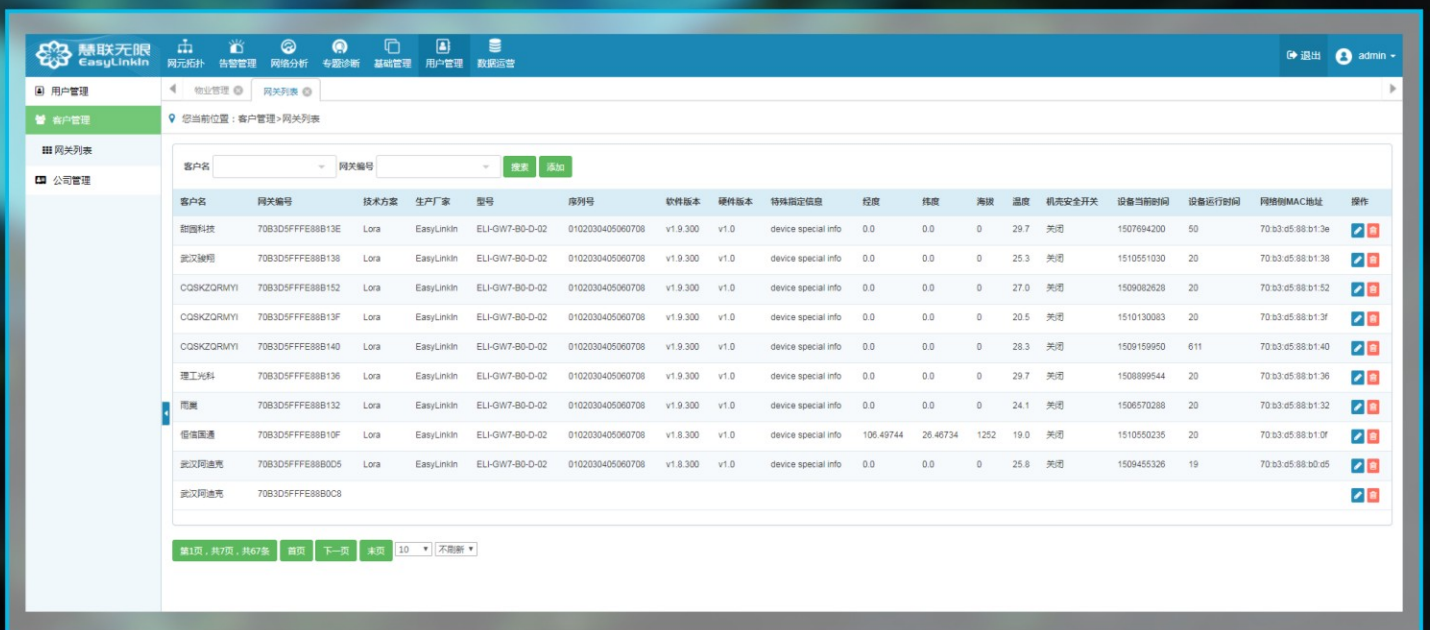 慧联无限
EasyLinkIn
网元拓扑 告警管理 网络分析 专题诊断 基础管理 用户管理 数据运营
退出 admin
用户管理
客户管理
网关列表
公司管理
物业管理 网关列表
您当前位置：客户管理>网关列表
客户名 网关编号 搜索 添加
客户名 网关编号 技术方案 生产厂家 型号 序列号 软件版本 硬件版本 特殊指定信息 经度 纬度 海拔 温度 机壳安全开关 设备当前时间 设备运行时间 网络侧MAC地址 操作
甜园科技 70B3D5FFFE88B13E Lora EasyLinkIn ELI-GW7-B0-D-02 0102030405060708 v1.9.300 v1.0 device special info 0.0 0.0 0 29.7 关闭 1507694200 50 70:b3:d5:88:b1:3e
武汉骏翔 70B3D5FFFE88B138 Lora EasyLinkIn ELI-GW7-B0-D-02 0102030405060708 v1.9.300 v1.0 device special info 0.0 0.0 0 25.3 关闭 1510551030 20 70:b3:d5:88:b1:38
CQSKZQRMYI 70B3D5FFFE88B152 Lora EasyLinkIn ELI-GW7-B0-D-02 0102030405060708 v1.9.300 v1.0 device special info 0.0 0.0 0 27.0 关闭 1509082628 20 70:b3:d5:88:b1:52
CQSKZQRMYI 70B3D5FFFE88B13F Lora EasyLinkIn ELI-GW7-B0-D-02 0102030405060708 v1.9.300 v1.0 device special info 0.0 0.0 0 20.5 关闭 1510130083 20 70:b3:d5:88:b1:3f
CQSKZQRMYI 70B3D5FFFE88B140 Lora EasyLinkIn ELI-GW7-B0-D-02 0102030405060708 v1.9.300 v1.0 device special info 0.0 0.0 0 28.3 关闭 1509159950 611 70:b3:d5:88:b1:40
理工光科 70B3D5FFFE88B136 Lora EasyLinkIn ELI-GW7-B0-D-02 0102030405060708 v1.9.300 v1.0 device special info 0.0 0.0 0 29.7 关闭 1508899544 20 70:b3:d5:88:b1:36
70B3D5FFFE88B132 Lora EasyLinkIn ELI-GW7-B0-D-02 0102030405060708 v1.9.300 v1.0 device special info 0.0 0.0 0 24.1 关闭 1506570288 20 70:b3:d5:88:b1:32
恒信国通 70B3D5FFFE88B10F Lora EasyLinkIn ELI-GW7-B0-D-02 0102030405060708 v1.8.300 v1.0 device special info 106.49744 26.46734 1252 19.0 关闭 1510550235 20 70:b3:d5:88:b1:0f
武汉阿迪克 70B3D5FFFE88B0D5 Lora EasyLinkIn ELI-GW7-B0-D-02 0102030405060708 v1.8.300 v1.0 device special info 0.0 0.0 0 25.8 关闭 1509455326 19 70:b3:d5:88:b0:d5
武汉阿迪克 70B3D5FFFE88B0C8
第1页，共7页，共67条 首页 下一页 末页 10 不刷新